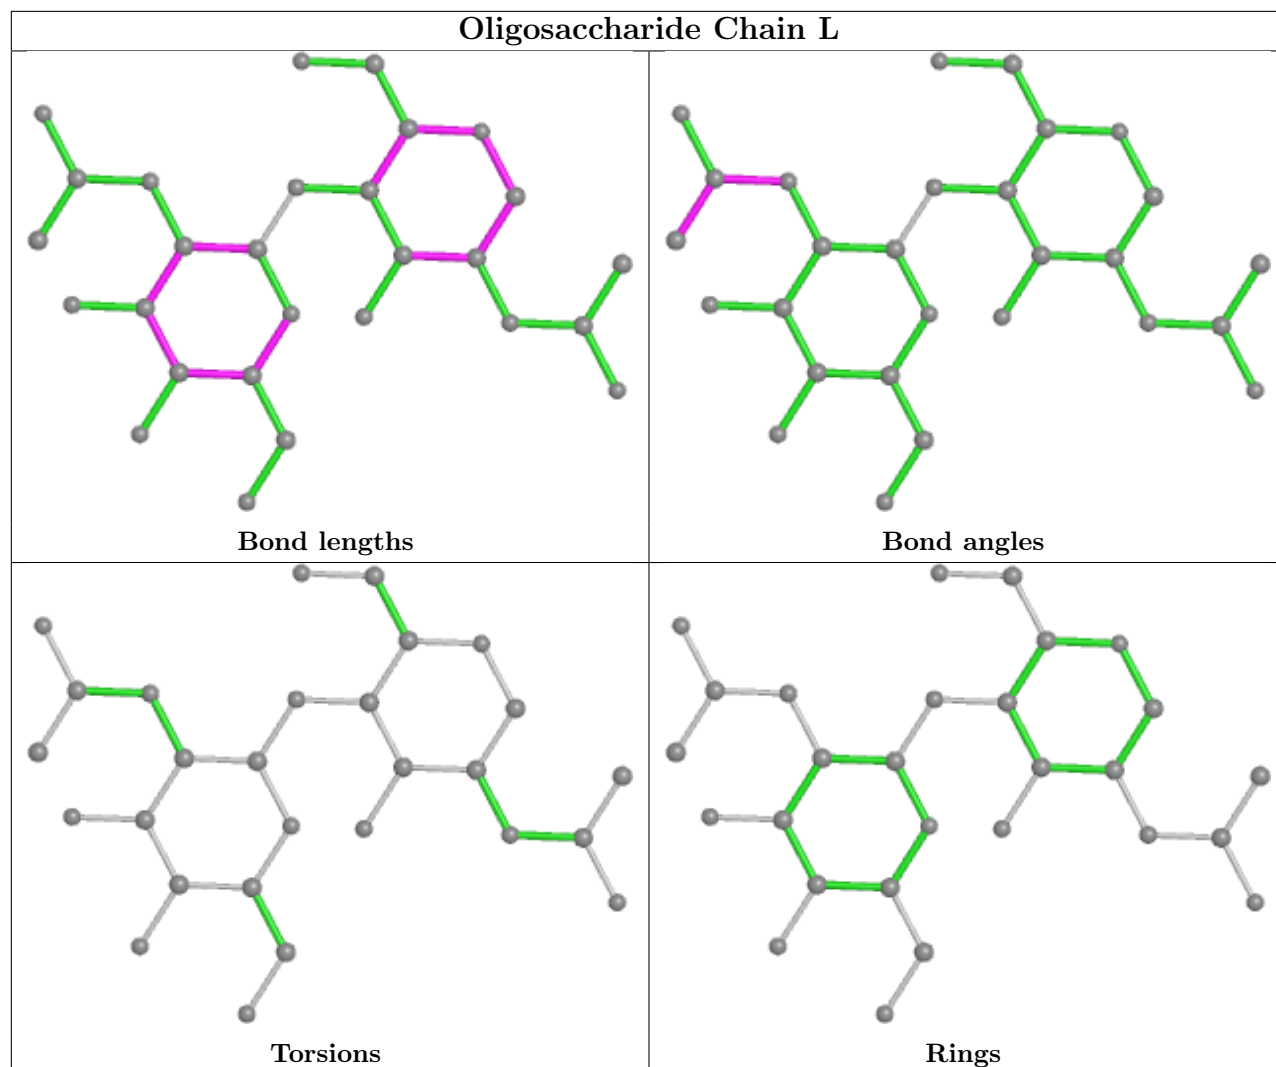 Oligosaccharide Chain L
Bond lengths
Bond angles
Torsions
Rings